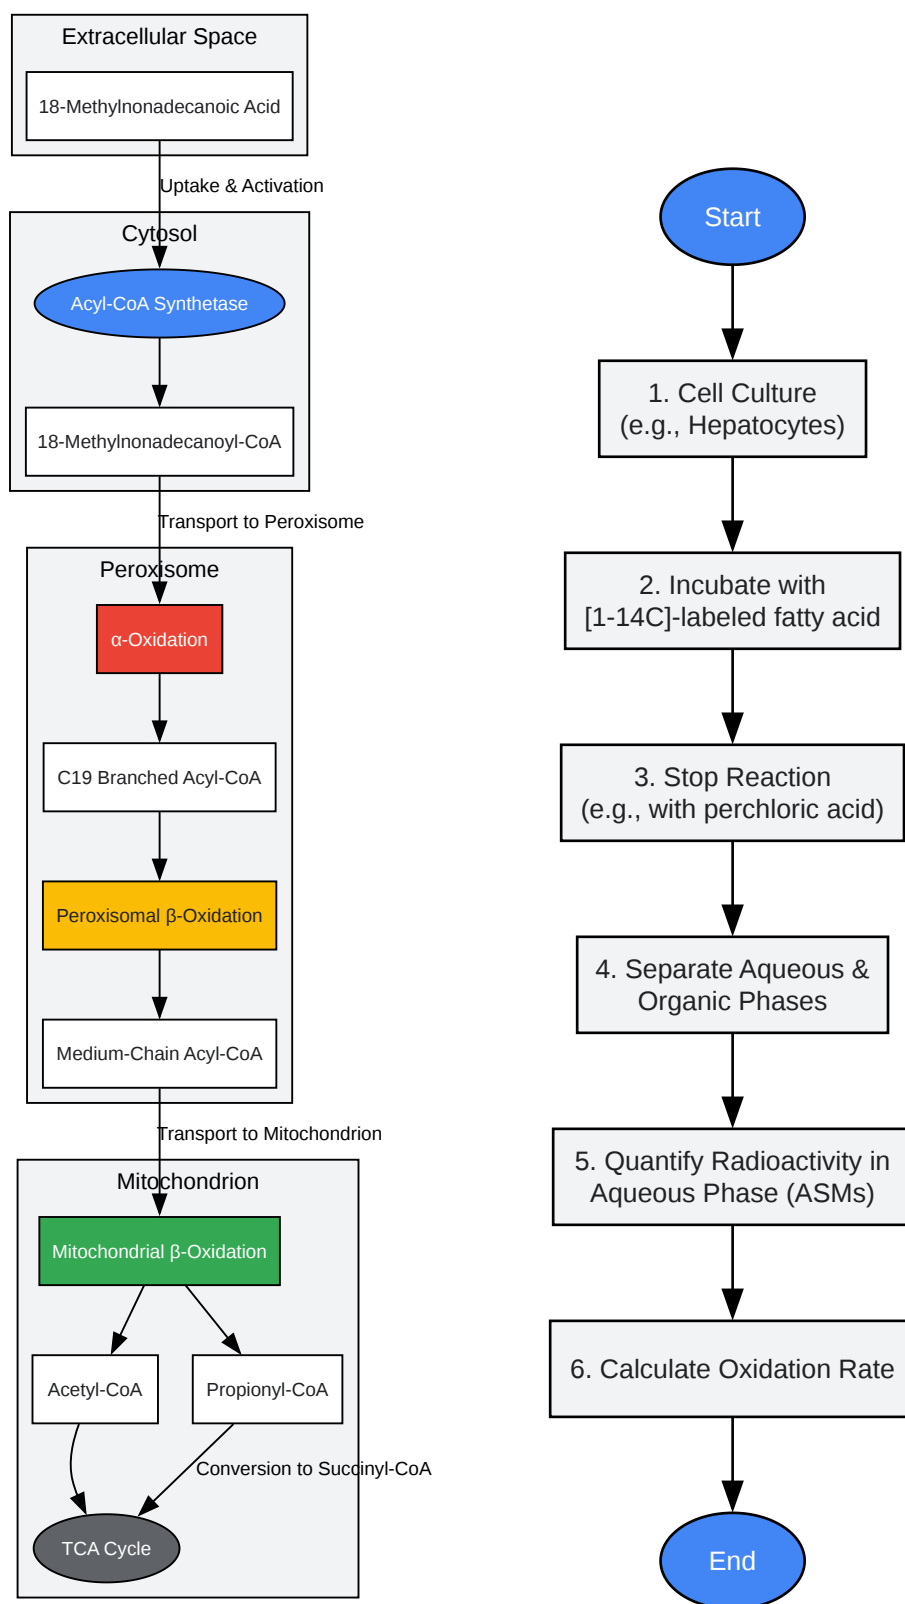 Extracellular Space
18-Methylnonadecanoic Acid
Uptake & Activation
Cytosol
Acyl-CoA Synthetase
18-Methylnonadecanoyl-CoA
Transport to Peroxisome
Peroxisome
α-Oxidation
C19 Branched Acyl-CoA
Peroxisomal β-Oxidation
Medium-Chain Acyl-CoA
Transport to Mitochondrion
Mitochondrion
Mitochondrial β-Oxidation
Acetyl-CoA
Propionyl-CoA
Conversion to Succinyl-CoA
TCA Cycle
Start
1. Cell Culture
(e.g., Hepatocytes)
2. Incubate with
[1-14C]-labeled fatty acid
3. Stop Reaction
(e.g., with perchloric acid)
4. Separate Aqueous &
Organic Phases
5. Quantify Radioactivity in
Aqueous Phase (ASMs)
6. Calculate Oxidation Rate
End